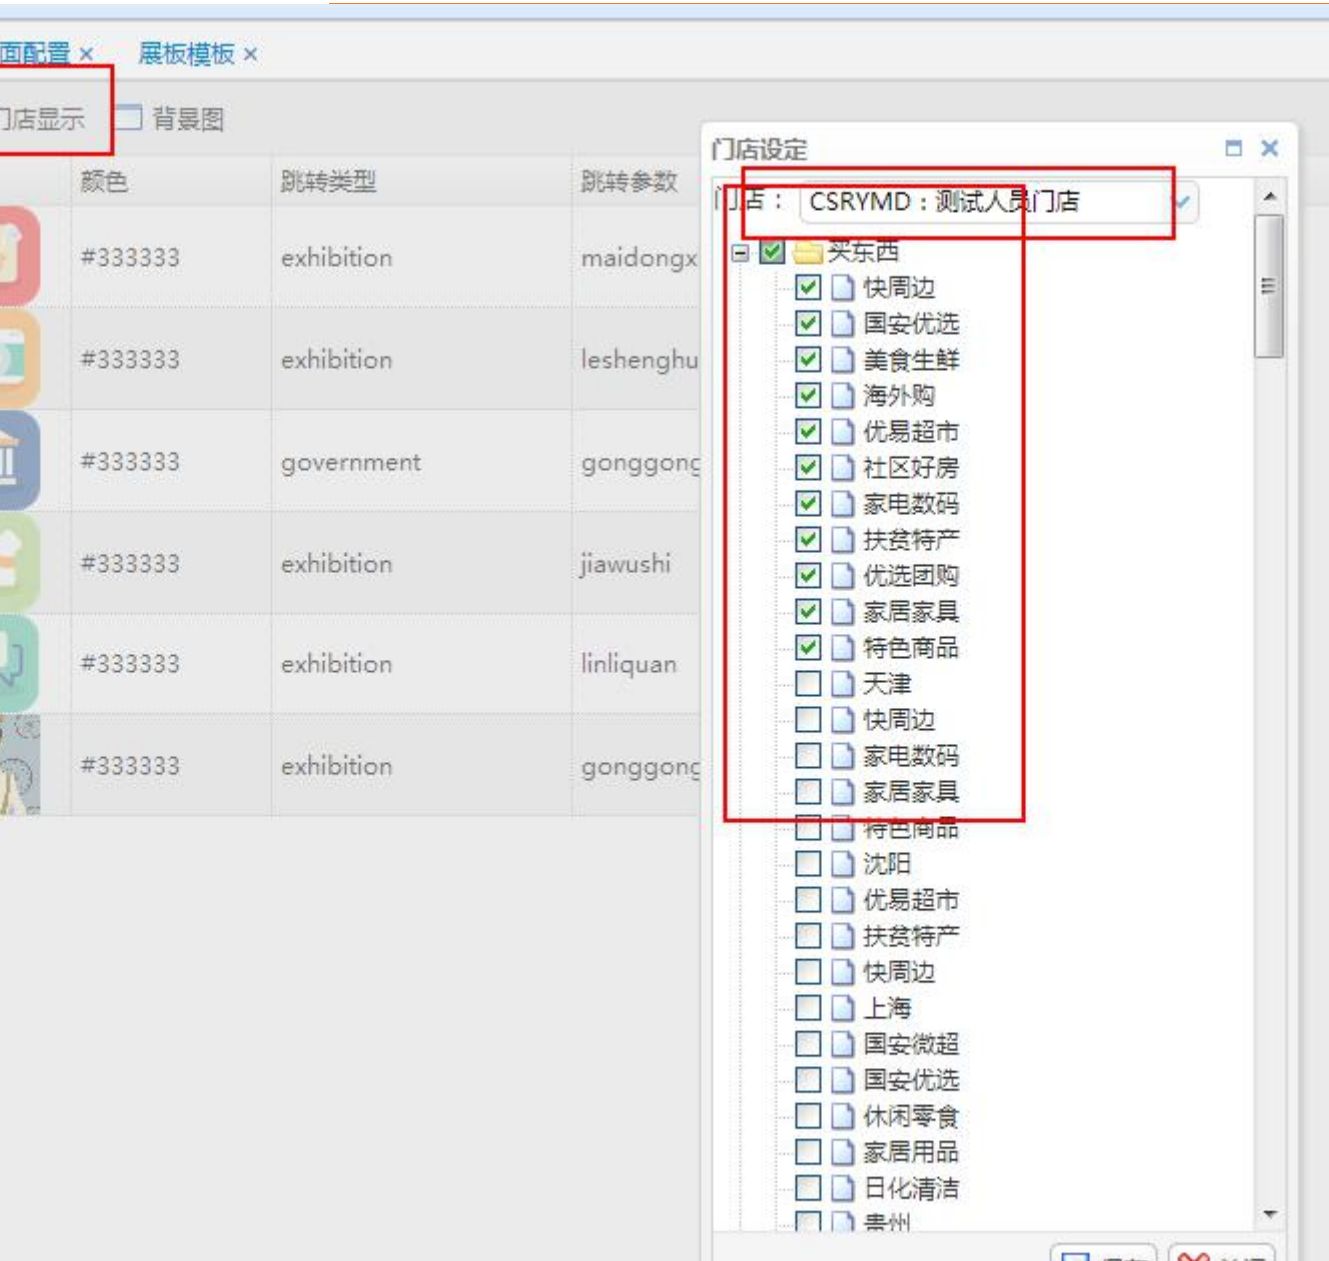 面配置 × 展板模板 ×
门店显示 背景图
颜色 跳转类型 跳转参数
#333333 exhibition maidongx
#333333 exhibition leshenghu
#333333 government gonggong
#333333 exhibition jiawushi
#333333 exhibition linliquan
#333333 exhibition gonggong
门店设定
门店： CSRYMD：测试人员门店
买东西
快周边
国安优选
美食生鲜
海外购
优易超市
社区好房
家电数码
扶贫特产
优选团购
家居家具
特色商品
天津
快周边
家电数码
家居家具
特色商品
沈阳
优易超市
扶贫特产
快周边
上海
国安微超
国安优选
休闲零食
家居用品
日化清洁
贵州